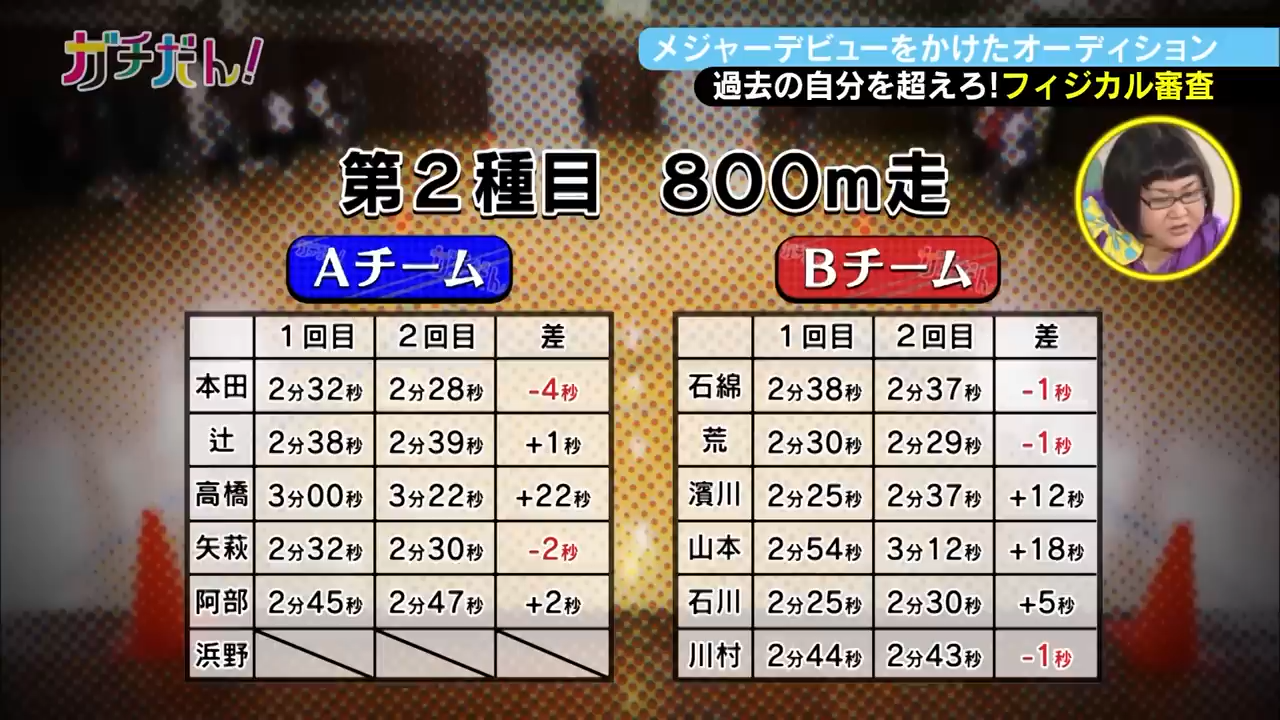 ガチだん!
メジャーデビューをかけたオーディション
過去の自分を超えろ!フィジカル審査
第2種目 800m走
Aチーム
1回目 2回目 差
本田 2分32秒 2分28秒 -4秒
辻 2分38秒 2分39秒 +1秒
高橋 3分00秒 3分22秒 +22秒
矢萩 2分32秒 2分30秒 -2秒
阿部 2分45秒 2分47秒 +2秒
浜野
Bチーム
1回目 2回目 差
石綿 2分38秒 2分37秒 -1秒
荒 2分30秒 2分29秒 -1秒
濱川 2分25秒 2分37秒 +12秒
山本 2分54秒 3分12秒 +18秒
石川 2分25秒 2分30秒 +5秒
川村 2分44秒 2分43秒 -1秒